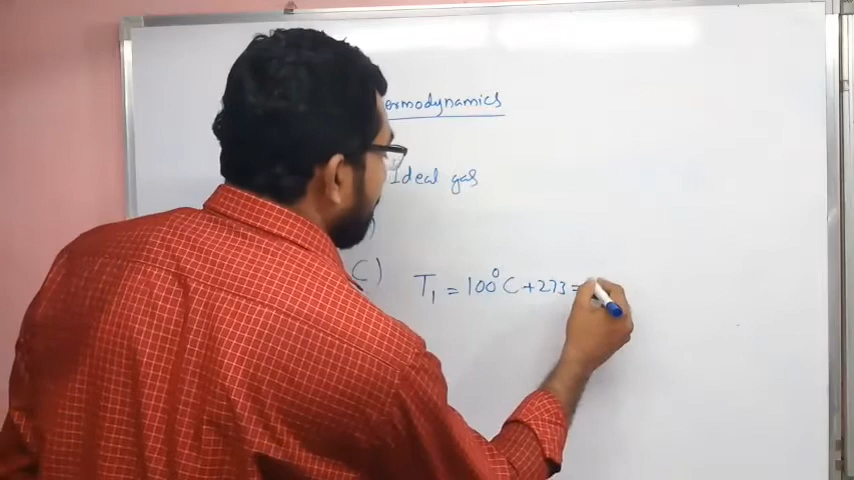 ermodynamics
Ideal gas
)
C) T₁ = 100°C +273 =